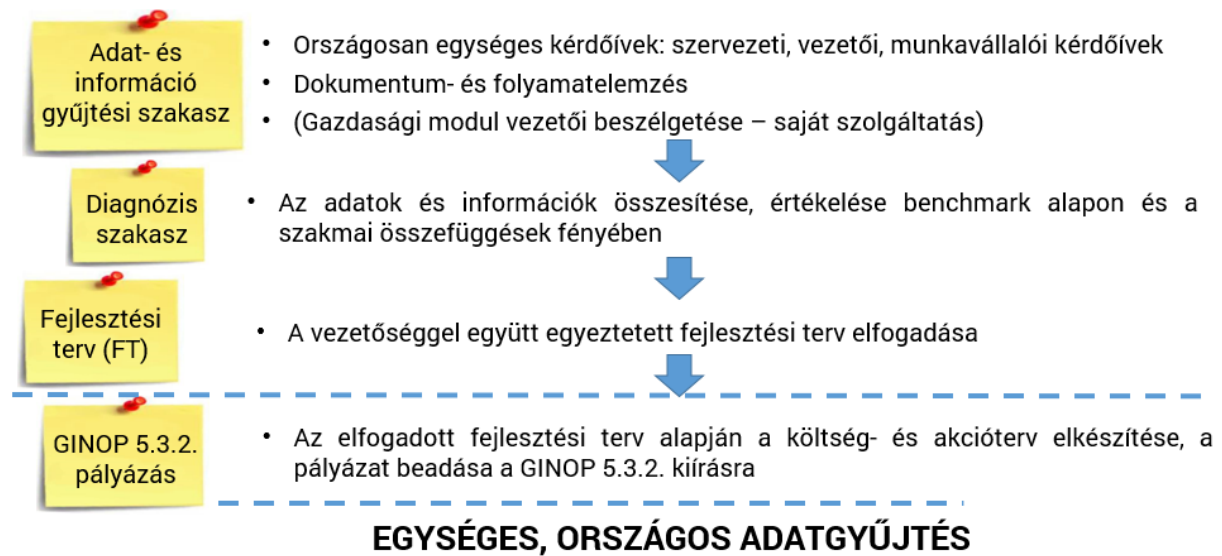 Adat- és
információ
gyűjtési szakasz
• Országosan egységes kérdőívek: szervezeti, vezetői, munkavállalói kérdőívek
• Dokumentum- és folyamatelemzés
• (Gazdasági modul vezetői beszélgetése – saját szolgáltatás)
Diagnózis
szakasz
• Az adatok és információk összesítése, értékelése benchmark alapon és a
szakmai összefüggések fényében
Fejlesztési
terv (FT)
• A vezetőséggel együtt egyeztetett fejlesztési terv elfogadása
GINOP 5.3.2.
pályázás
• Az elfogadott fejlesztési terv alapján a költség- és akcióterv elkészítése, a
pályázat beadása a GINOP 5.3.2. kiírásra
EGYSÉGES, ORSZÁGOS ADATGYŰJTÉS